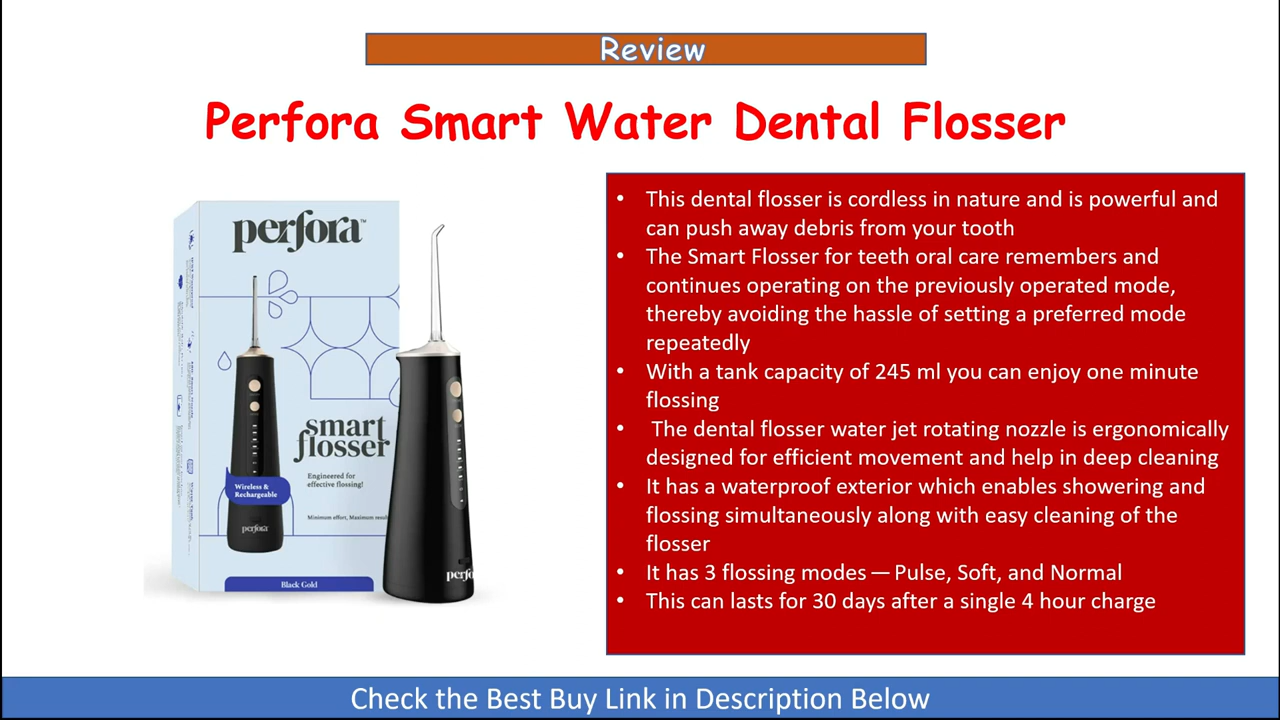 Review
Perfora Smart Water Dental Flosser
perfora™
smart
flosser
Engineered for
effective flossing!
Wireless &
Rechargeable
Minimum effort, Maximum
perfora
Black Gold
perfo
• This dental flosser is cordless in nature and is powerful and
can push away debris from your tooth
• The Smart Flosser for teeth oral care remembers and
continues operating on the previously operated mode,
thereby avoiding the hassle of setting a preferred mode
repeatedly
• With a tank capacity of 245 ml you can enjoy one minute
flossing
• The dental flosser water jet rotating nozzle is ergonomically
designed for efficient movement and help in deep cleaning
• It has a waterproof exterior which enables showering and
flossing simultaneously along with easy cleaning of the
flosser
• It has 3 flossing modes — Pulse, Soft, and Normal
• This can lasts for 30 days after a single 4 hour charge
Check the Best Buy Link in Description Below